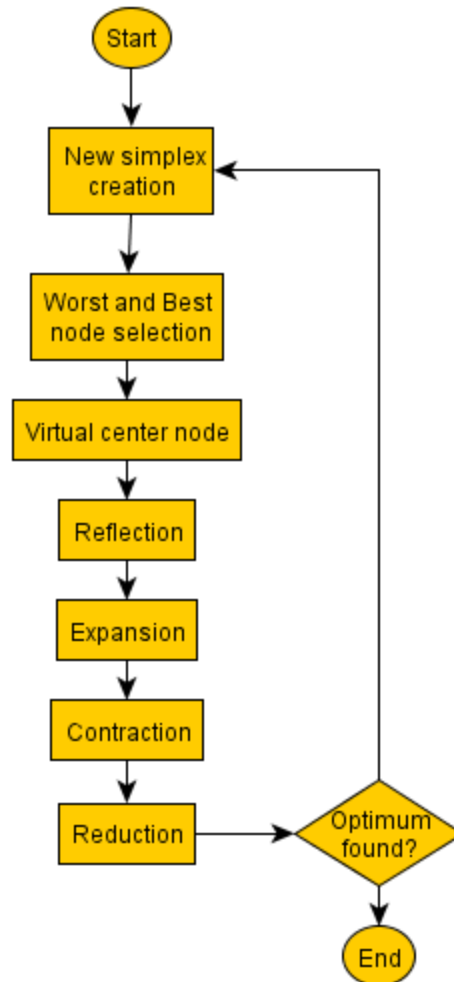 Start
New simplex
creation
Worst and Best
node selection
Virtual center node
Reflection
Expansion
Contraction
Reduction
Optimum
found?
End